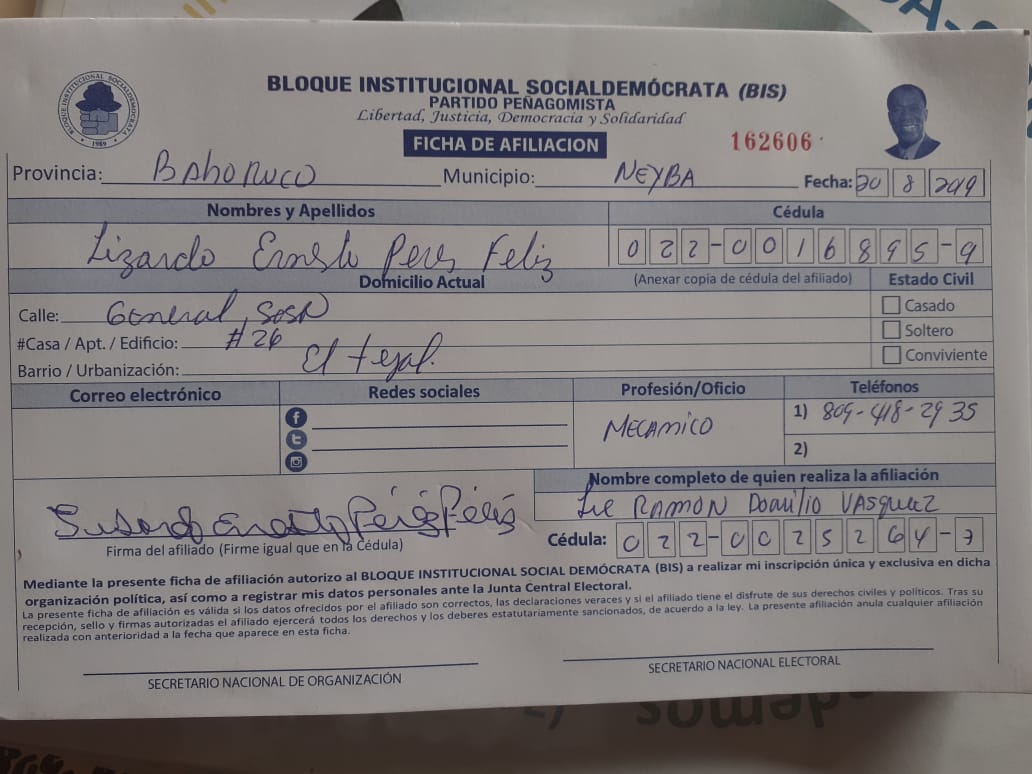 BLOQUE INSTITUCIONAL SOCIALDEMÓCRATA (BIS)
PARTIDO PEÑAGOMISTA
Libertad, Justicia, Democracia y Solidaridad
BLOQUE INSTITUCIONAL SOCIALDEMOCRATA
1989
FICHA DE AFILIACION
162606
Provincia: BAhORUCO Municipio: NEYBA Fecha: 20 8 2019
Nombres y Apellidos Cédula
Lizardo Ernesto Peres Feliz 022-0016895-9
Domicilio Actual (Anexar copia de cédula del afiliado) Estado Civil
Calle: General Sosa Casado
#Casa / Apt. / Edificio: #26 Soltero
Barrio / Urbanización: El tejal. Conviviente
Correo electrónico Redes sociales Profesión/Oficio Teléfonos
MECAMICO 1) 809-418-2935
2)
Nombre completo de quien realiza la afiliación
RAMON Domilio VASquez
Ernesto Pérez Féliz
Firma del afiliado (Firme igual que en la Cédula) Cédula: 022-0025264-7
Mediante la presente ficha de afiliación autorizo al BLOQUE INSTITUCIONAL SOCIAL DEMÓCRATA (BIS) a realizar mi inscripción única y exclusiva en dicha
organización política, así como a registrar mis datos personales ante la Junta Central Electoral.
La presente ficha de afiliación es válida si los datos ofrecidos por el afiliado son correctos, las declaraciones veraces y si el afiliado tiene el disfrute de sus derechos civiles y políticos. Tras su
recepción, sello y firmas autorizadas el afiliado ejercerá todos los derechos y los deberes estatutariamente sancionados, de acuerdo a la ley. La presente afiliación anula cualquier afiliación
realizada con anterioridad a la fecha que aparece en esta ficha.
SECRETARIO NACIONAL DE ORGANIZACIÓN SECRETARIO NACIONAL ELECTORAL